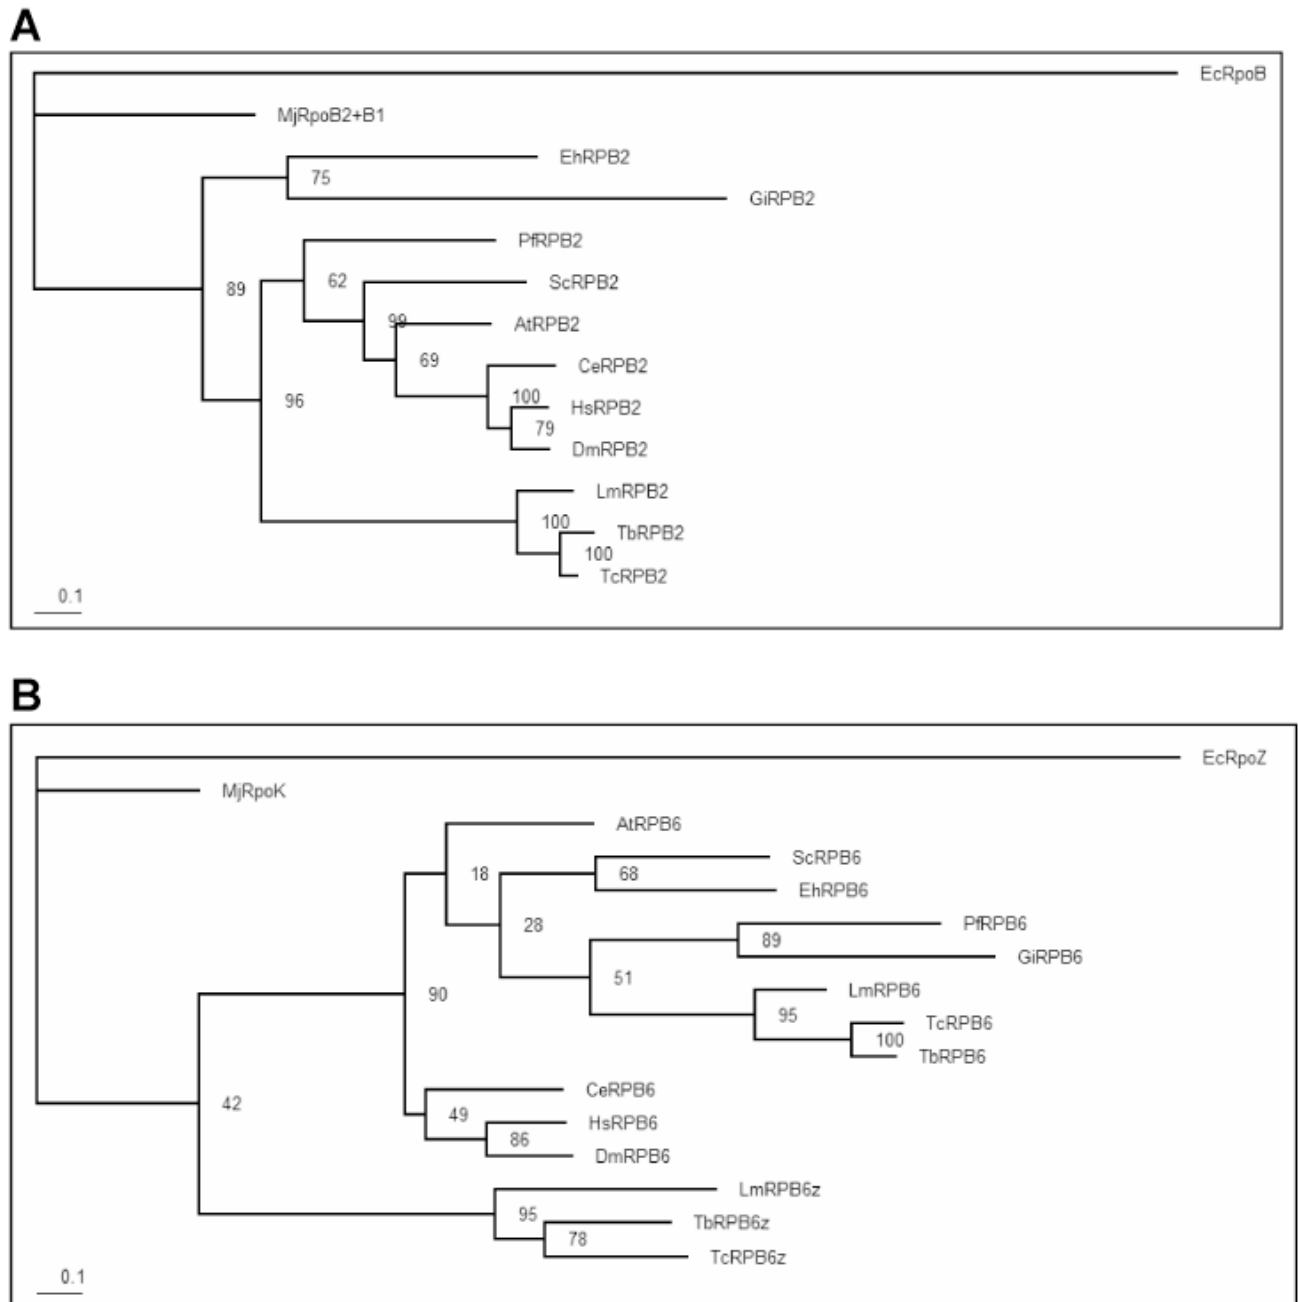 A
EcRpoB
MjRpoB2+B1
EhRPB2
75
GiRPB2
PfRPB2
62
ScRPB2
89
99
AtRPB2
69
CeRPB2
96
100
HsRPB2
79
DmRPB2
LmRPB2
100
TbRPB2
100
TcRPB2
0.1
B
EcRpoZ
MjRpoK
AtRPB6
ScRPB6
18
68
EhRPB6
28
PfRPB6
89
GiRPB6
51
LmRPB6
90
95
TcRPB6
100
TbRPB6
CeRPB6
42
49
HsRPB6
86
DmRPB6
LmRPB6z
95
TbRPB6z
78
TcRPB6z
0.1